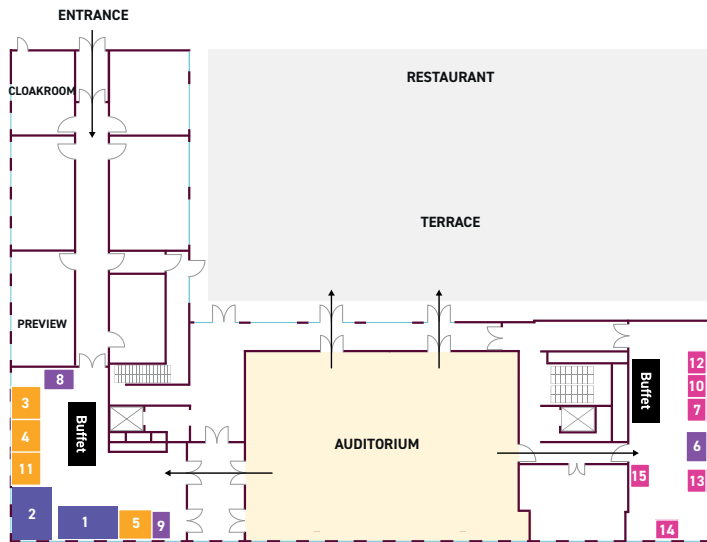 ENTRANCE
CLOAKROOM
RESTAURANT
TERRACE
PREVIEW
8
3
4
11
2
1
5
9
Buffet
AUDITORIUM
Buffet
12
10
7
6
13
15
14